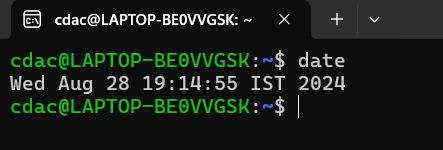 cdac@LAPTOP-BE0VVGSK: ~
cdac@LAPTOP-BE0VVGSK:~$ date
Wed Aug 28 19:14:55 IST 2024
cdac@LAPTOP-BE0VVGSK:~$